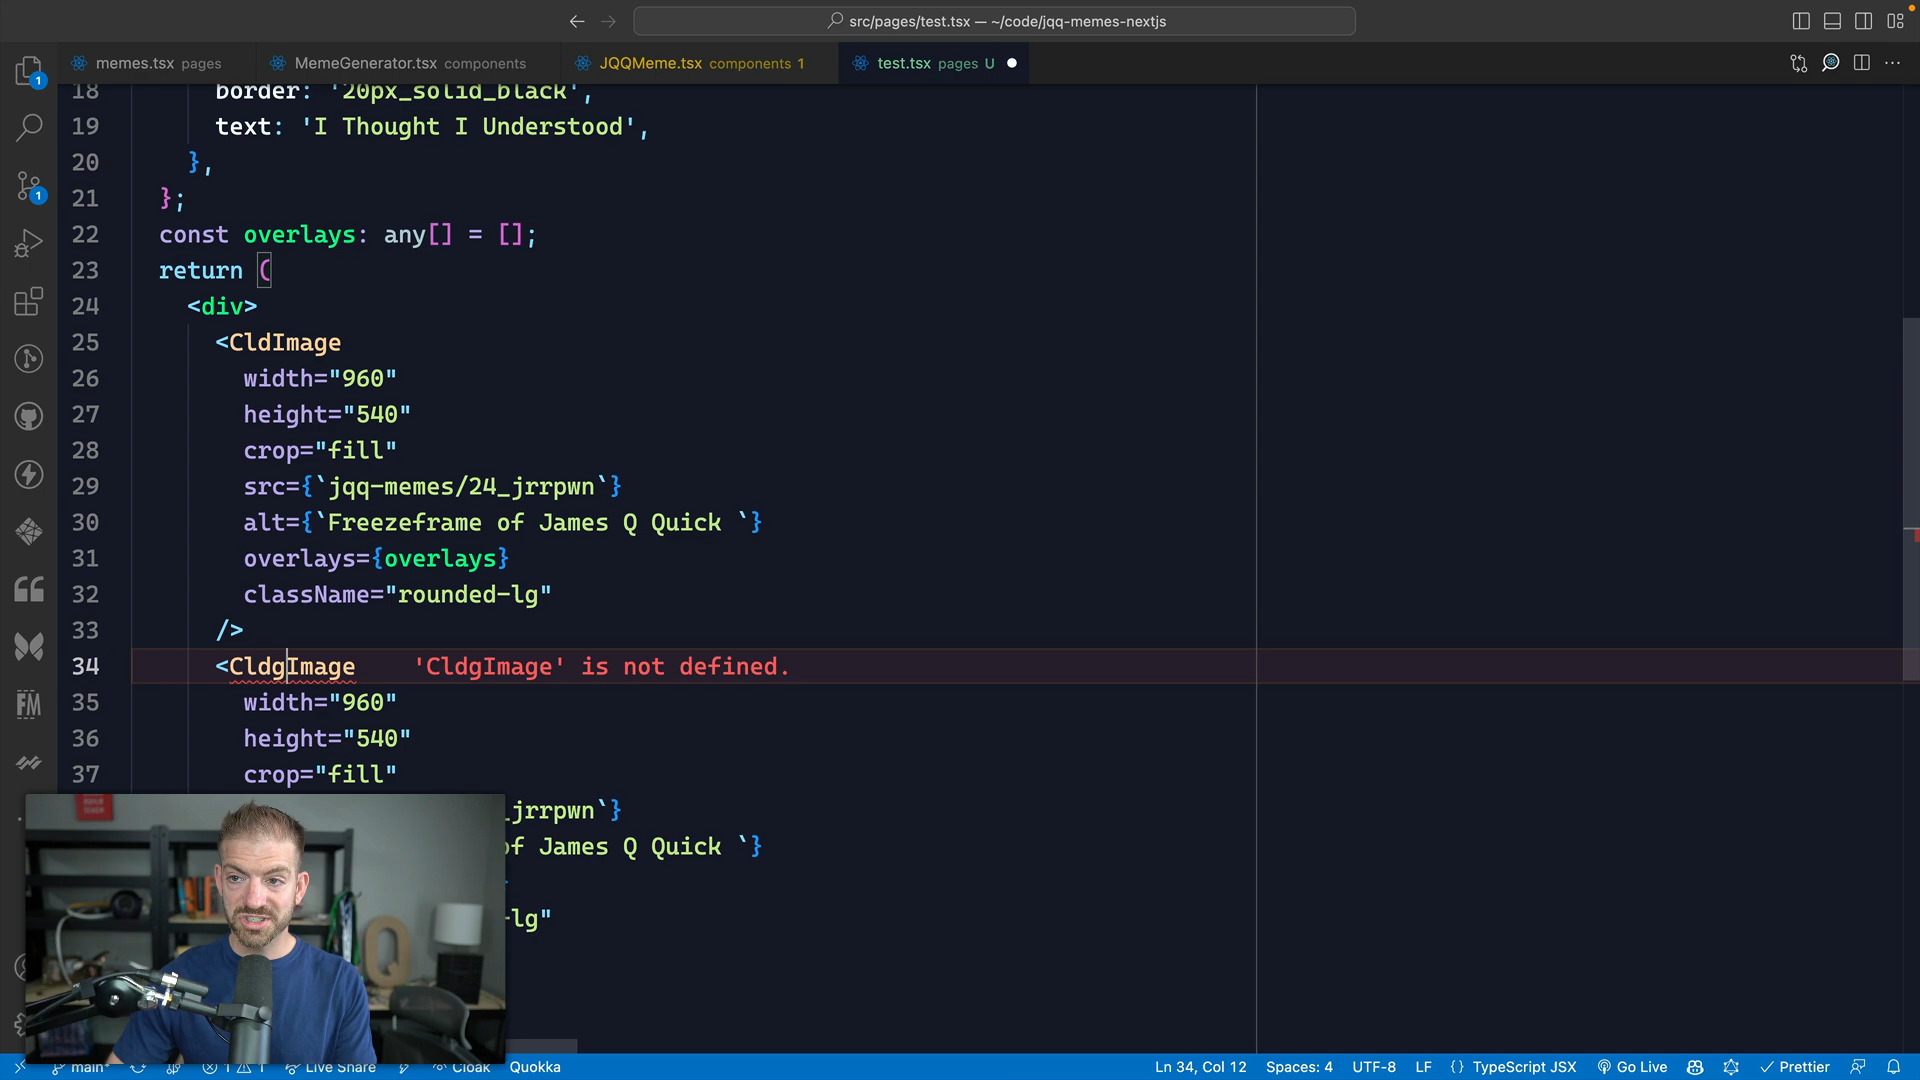 src/pages/test.tsx — ~/code/jqq-memes-nextjs
memes.tsx pages
MemeGenerator.tsx components
JQQMeme.tsx components 1
test.tsx pages U
18 border: '20px_solid_black',
19 text: 'I Thought I Understood',
20 },
21 };
22 const overlays: any[] = [];
23 return (
24 <div>
25 <CldImage
26 width="960"
27 height="540"
28 crop="fill"
29 src={`jqq-memes/24_jrrpwn`}
30 alt={`Freezeframe of James Q Quick `}
31 overlays={overlays}
32 className="rounded-lg"
33 />
34 <CldgImage 'CldgImage' is not defined.
35 width="960"
36 height="540"
37 crop="fill"
_jrrpwn`}
of James Q Quick `}
-lg"
1
1
FM
Q
main*
1
1
Live Share
Cloak
Quokka
Ln 34, Col 12
Spaces: 4
UTF-8
LF
{ } TypeScript JSX
Go Live
Prettier